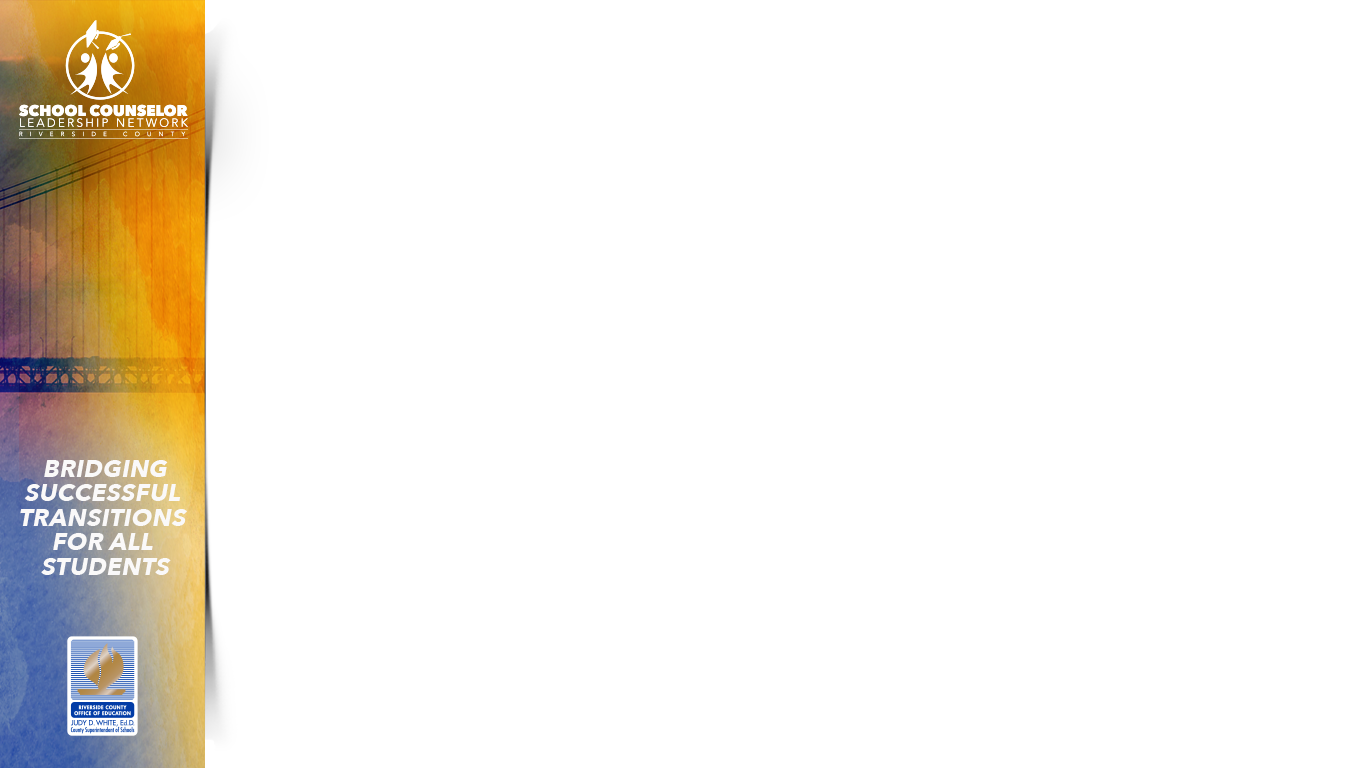 SCHOOL COUNSELOR
LEADERSHIP NETWORK
RIVERSIDE COUNTY
BRIDGING
SUCCESSFUL
TRANSITIONS
FOR ALL
STUDENTS
RIVERSIDE COUNTY
OFFICE OF EDUCATION
JUDY D. WHITE, Ed.D.
County Superintendent of Schools